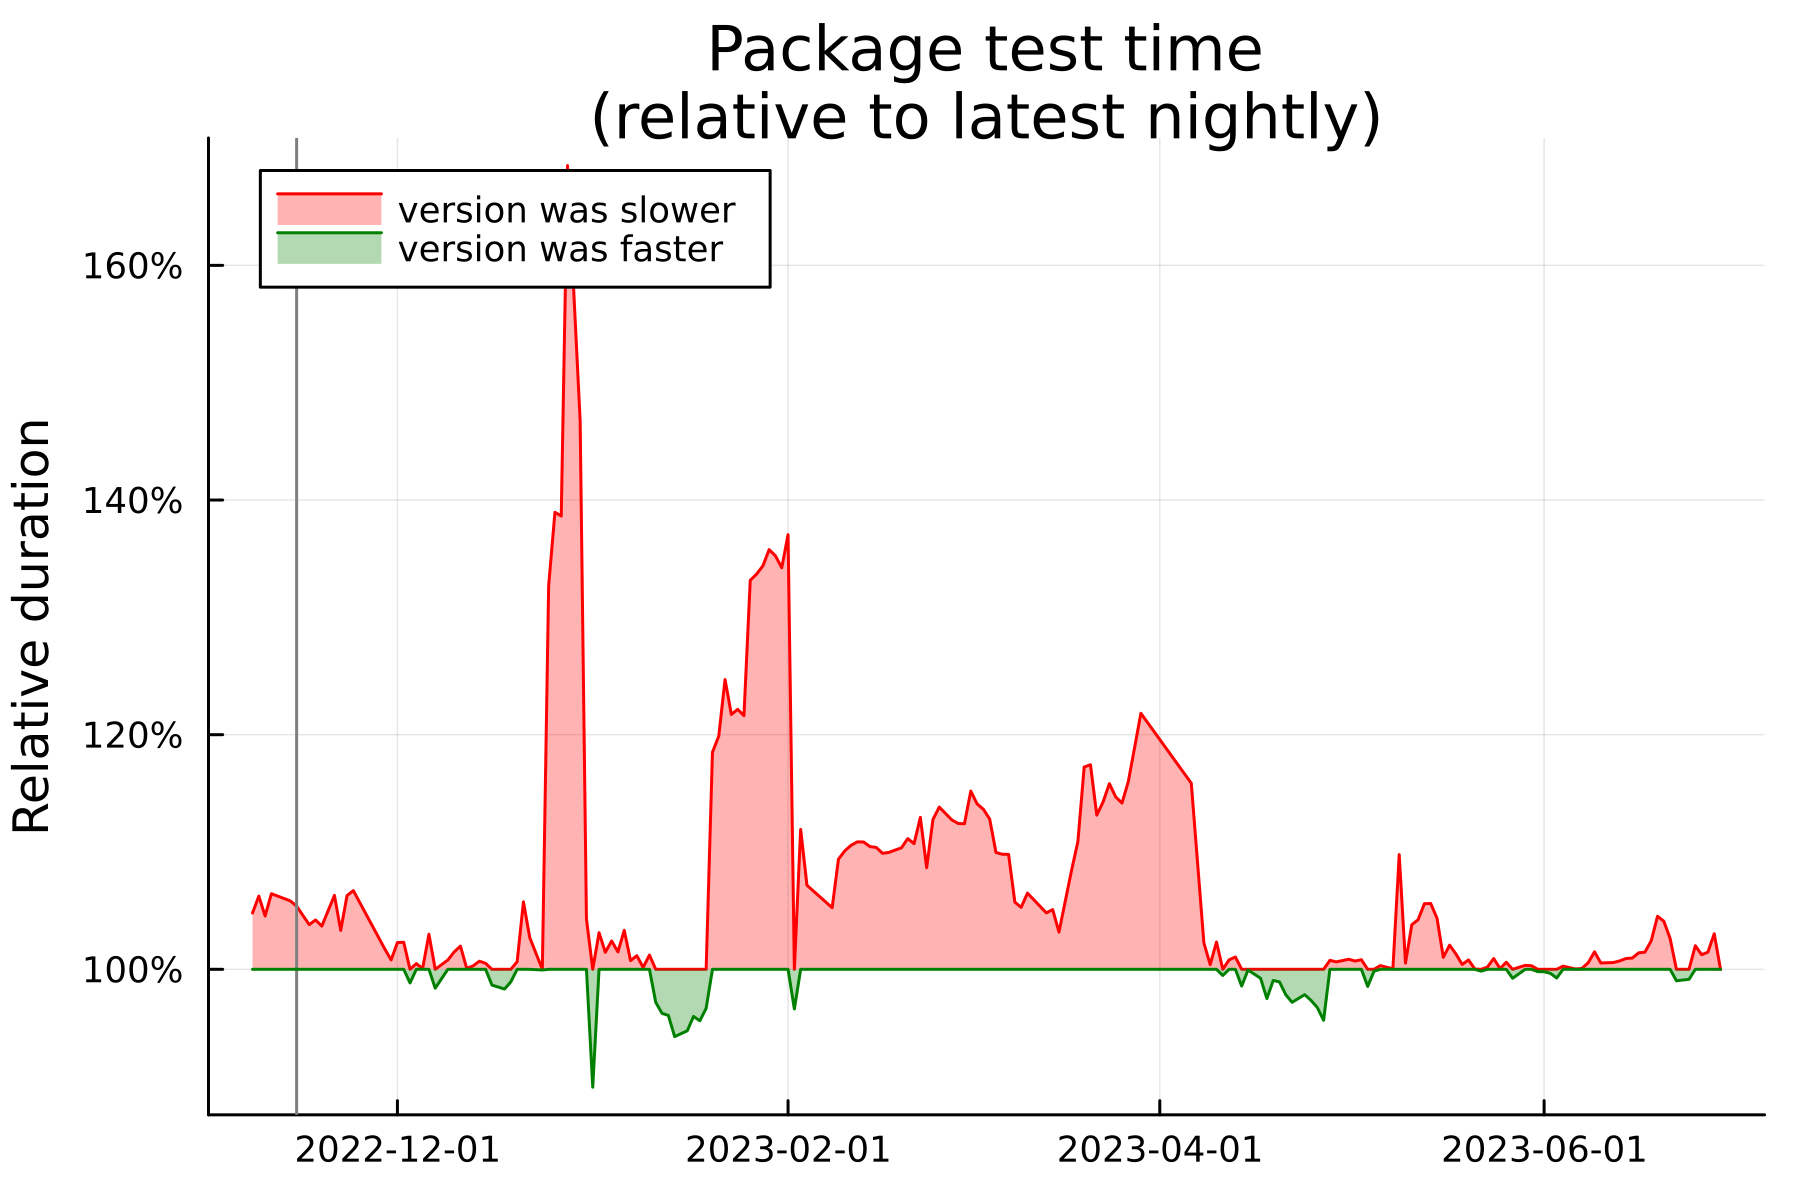 Package test time
(relative to latest nightly)
version was slower
version was faster
160%
140%
120%
100%
Relative duration
2022-12-01
2023-02-01
2023-04-01
2023-06-01